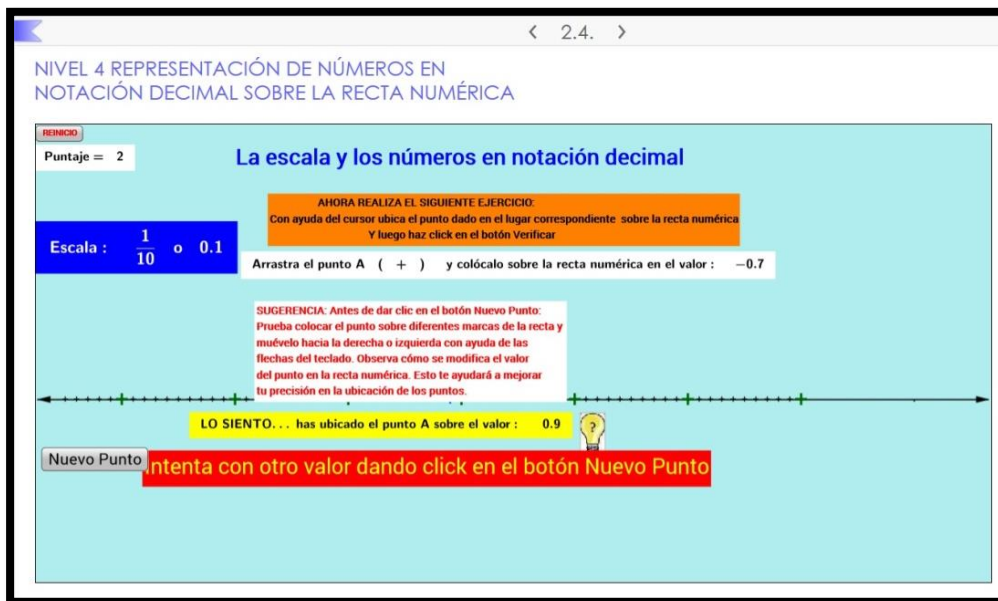 2.4.
NIVEL 4 REPRESENTACIÓN DE NÚMEROS EN
NOTACIÓN DECIMAL SOBRE LA RECTA NUMÉRICA
REINICIO
Puntaje = 2
La escala y los números en notación decimal
AHORA REALIZA EL SIGUIENTE EJERCICIO:
Con ayuda del cursor ubica el punto dado en el lugar correspondiente sobre la recta numérica
Y luego haz click en el botón Verificar
Escala : 1/10 o 0.1
Arrastra el punto A ( + ) y colócalo sobre la recta numérica en el valor : −0.7
SUGERENCIA: Antes de dar clic en el botón Nuevo Punto:
Prueba colocar el punto sobre diferentes marcas de la recta y
muévelo hacia la derecha o izquierda con ayuda de las
flechas del teclado. Observa cómo se modifica el valor
del punto en la recta numérica. Esto te ayudará a mejorar
tu precisión en la ubicación de los puntos.
LO SIENTO... has ubicado el punto A sobre el valor : 0.9
?
Nuevo Punto
Intenta con otro valor dando click en el botón Nuevo Punto